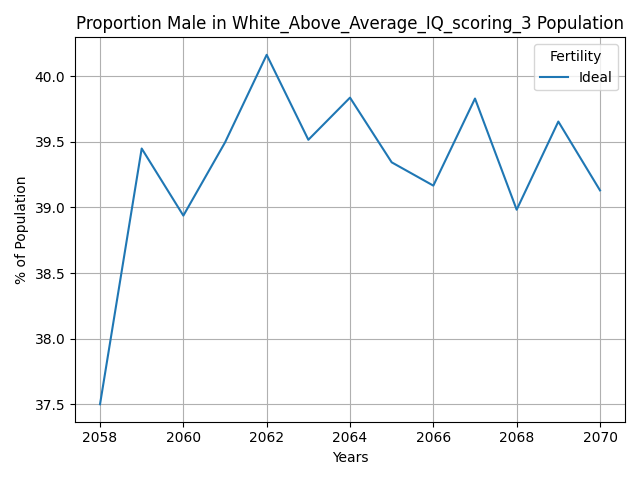 Proportion Male in White_Above_Average_IQ_scoring_3 Population
Fertility
Ideal
40.0
39.5
39.0
38.5
38.0
37.5
% of Population
2058 2060 2062 2064 2066 2068 2070
Years